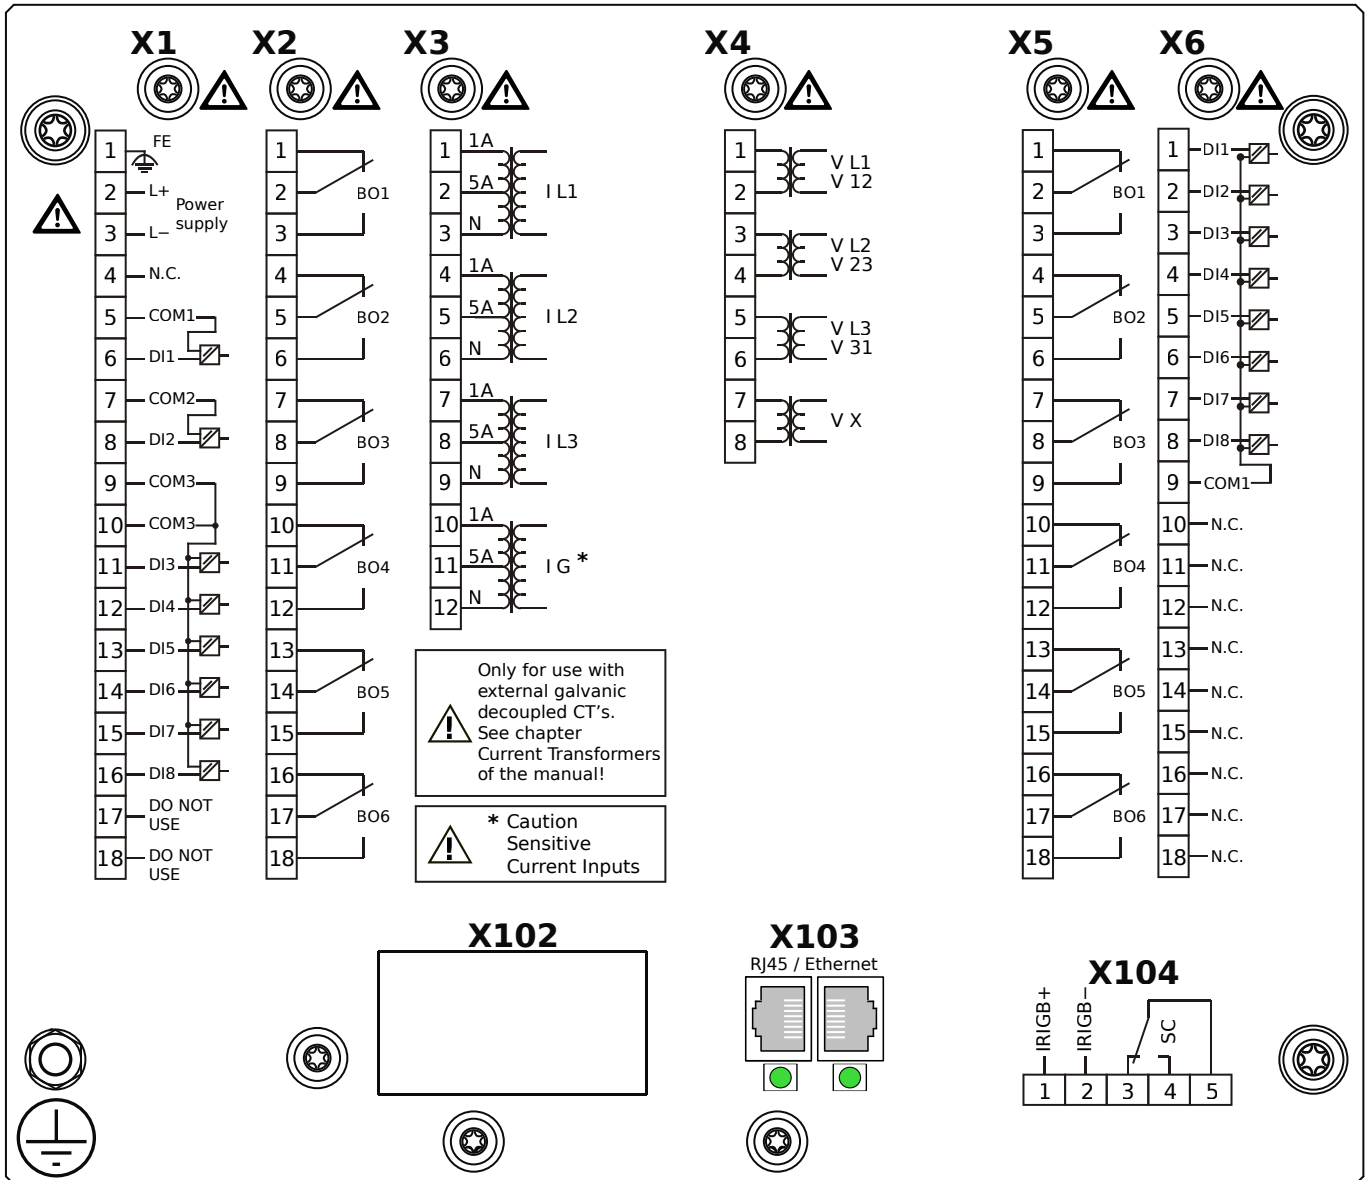 X1
X2
X3
X4
X5
X6
1
FE
2
L+
Power
supply
3
L−
4
N.C.
5
COM1
6
DI1
7
COM2
8
DI2
9
COM3
10
COM3
11
DI3
12
DI4
13
DI5
14
DI6
15
DI7
16
DI8
17
DO NOT
USE
18
DO NOT
USE
1
2
BO1
3
4
5
BO2
6
7
8
BO3
9
10
11
BO4
12
13
14
BO5
15
16
17
BO6
18
1
1A
2
5A
I L1
3
N
4
1A
5
5A
I L2
6
N
7
1A
8
5A
I L3
9
N
10
1A
11
5A
I G *
12
N
Only for use with
external galvanic
decoupled CT's.
See chapter
Current Transformers
of the manual!
* Caution
Sensitive
Current Inputs
1
V L1
2
V 12
3
V L2
4
V 23
5
V L3
6
V 31
7
V X
8
1
2
BO1
3
4
5
BO2
6
7
8
BO3
9
10
11
BO4
12
13
14
BO5
15
16
17
BO6
18
1
DI1
2
DI2
3
DI3
4
DI4
5
DI5
6
DI6
7
DI7
8
DI8
9
COM1
10
N.C.
11
N.C.
12
N.C.
13
N.C.
14
N.C.
15
N.C.
16
N.C.
17
N.C.
18
N.C.
X102
X103
RJ45 / Ethernet
X104
IRIGB+
IRIGB−
SC
1
2
3
4
5